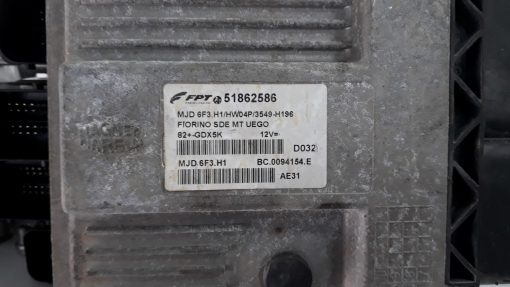 FPT 51862586
MJD 6F3.H1/HW04P/3549-H196
FIORINO SDE MT UEGO
82+-GDX5K 12V=
D032
MJD 6F3.H1 BC.0094154.E
AE31